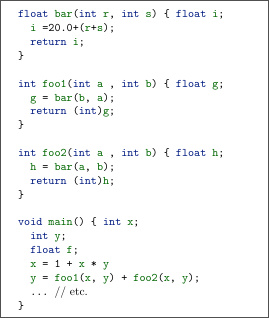 float bar(int r, int s) { float i;
i =20.0+(r+s);
return i;
}
int foo1(int a , int b) { float g;
g = bar(b, a);
return (int)g;
}
int foo2(int a , int b) { float h;
h = bar(a, b);
return (int)h;
}
void main() { int x;
int y;
float f;
x = 1 + x * y
y = foo1(x, y) + foo2(x, y);
... // etc.
}